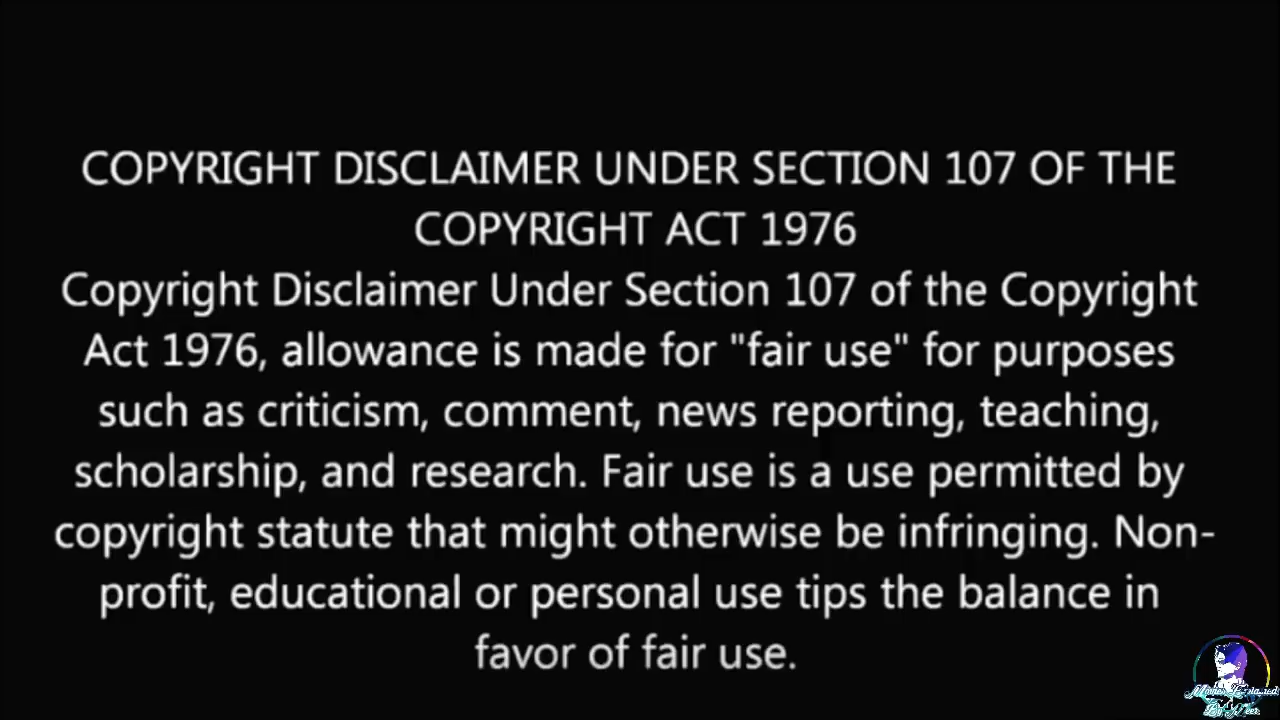 COPYRIGHT DISCLAIMER UNDER SECTION 107 OF THE
COPYRIGHT ACT 1976
Copyright Disclaimer Under Section 107 of the Copyright
Act 1976, allowance is made for "fair use" for purposes
such as criticism, comment, news reporting, teaching,
scholarship, and research. Fair use is a use permitted by
copyright statute that might otherwise be infringing. Non-
profit, educational or personal use tips the balance in
favor of fair use.
Movies
By